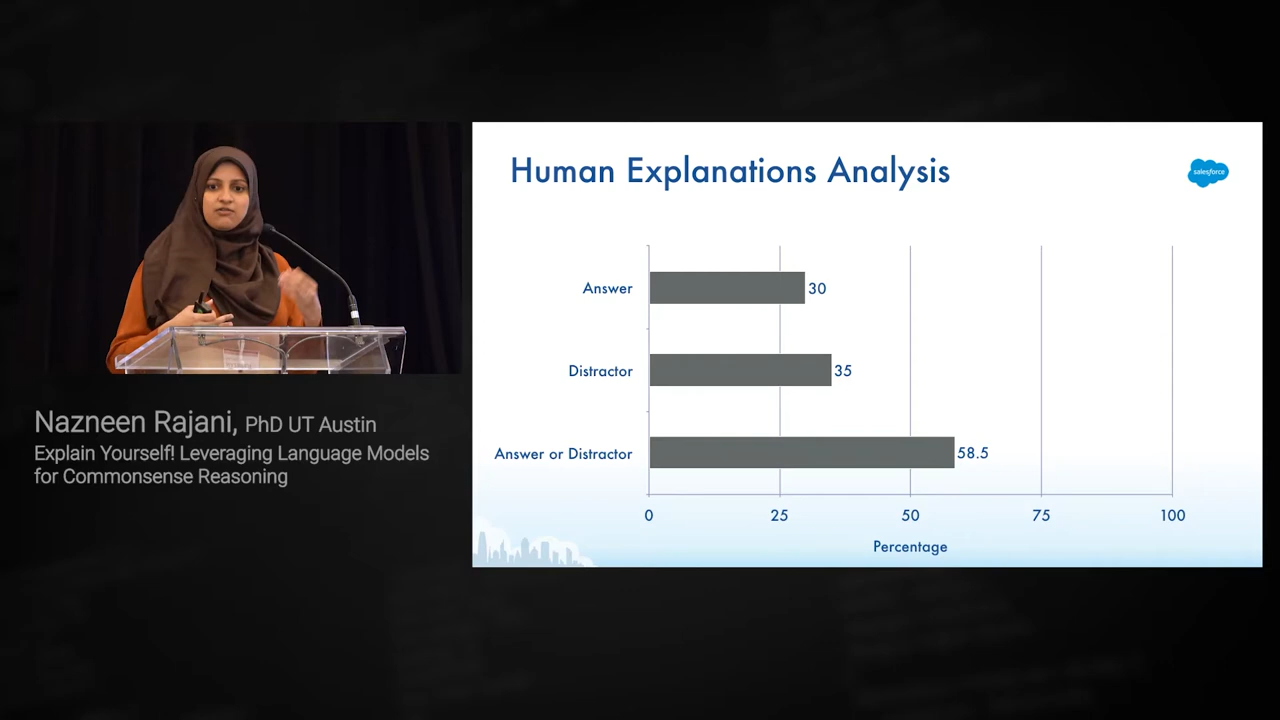 Human Explanations Analysis
salesforce
Answer
30
Distractor
35
Answer or Distractor
58.5
0 25 50 75 100
Percentage
Nazneen Rajani, PhD UT Austin
Explain Yourself! Leveraging Language Models
for Commonsense Reasoning